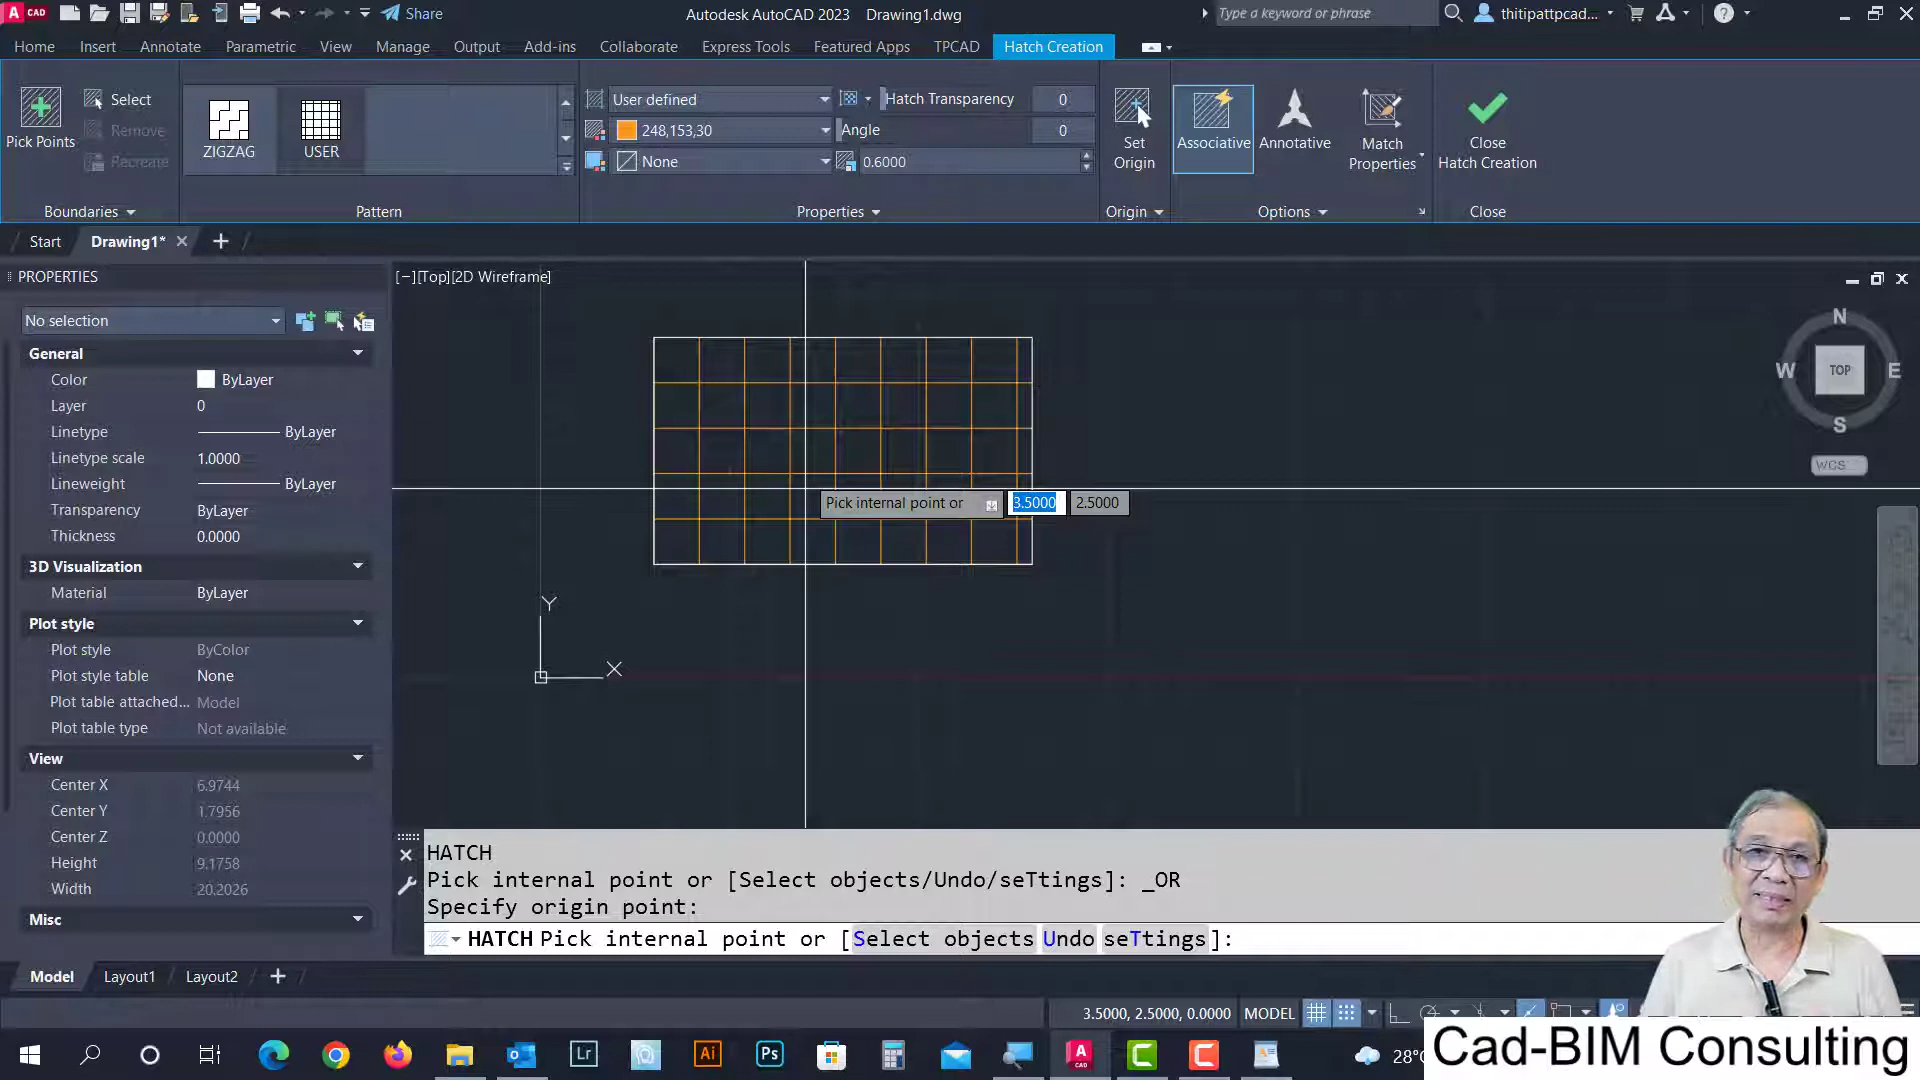 CAD
Share
Autodesk AutoCAD 2023 Drawing1.dwg
Type a keyword or phrase
thitipattpcad...
Home Insert Annotate Parametric View Manage Output Add-ins Collaborate Express Tools Featured Apps TPCAD Hatch Creation
Pick Points
Select
Remove
Recreate
Boundaries
ZIGZAG
USER
Pattern
User defined
248,153,30
None
Hatch Transparency 0
Angle 0
0.6000
Properties
Set
Origin
Origin
Associative
Annotative
Match
Properties
Options
Close
Hatch Creation
Close
Start Drawing1*
PROPERTIES
No selection
General
Color ByLayer
Layer 0
Linetype ByLayer
Linetype scale 1.0000
Lineweight ByLayer
Transparency ByLayer
Thickness 0.0000
3D Visualization
Material ByLayer
Plot style
Plot style ByColor
Plot style table None
Plot table attached... Model
Plot table type Not available
View
Center X 6.9744
Center Y 1.7956
Center Z 0.0000
Height 9.1758
Width 20.2026
Misc
[−][Top][2D Wireframe]
Pick internal point or 3.5000 2.5000
Y
X
N
W TOP E
S
WCS
HATCH
Pick internal point or [Select objects/Undo/seTtings]: _OR
Specify origin point:
HATCH Pick internal point or [Select objects Undo seTtings]:
Model Layout1 Layout2
3.5000, 2.5000, 0.0000 MODEL
Lr
Ai
Ps
A
CAD
C
C
28°
Cad-BIM Consulting